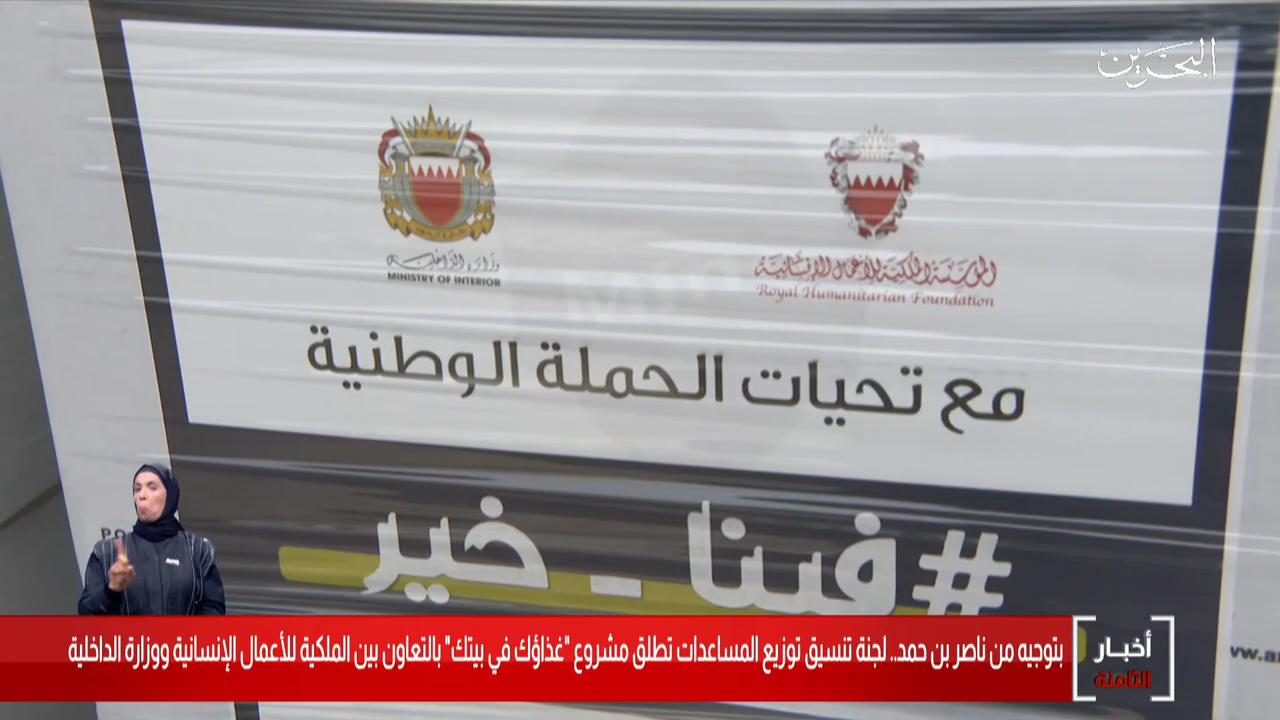 البحرين
وزارة الداخلية
MINISTRY OF INTERIOR
المؤسسة الملكية للأعمال الإنسانية
Royal Humanitarian Foundation
مع تحيات الحملة الوطنية
#فينا_خير
أخبار
الثامنة
بتوجيه من ناصر بن حمد.. لجنة تنسيق توزيع المساعدات تطلق مشروع "غذاؤك في بيتك" بالتعاون بين الملكية للأعمال الإنسانية ووزارة الداخلية